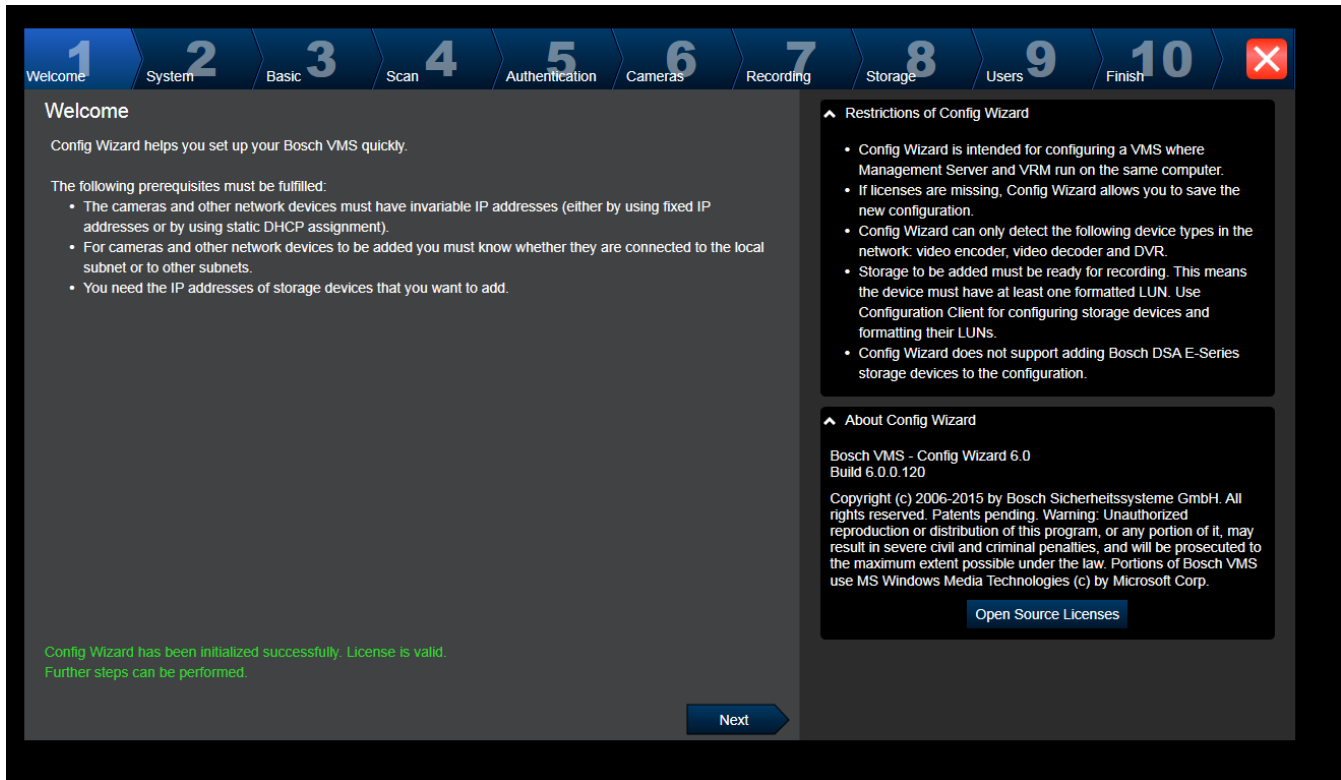 1
Welcome
2
System
3
Basic
4
Scan
5
Authentication
6
Cameras
7
Recording
8
Storage
9
Users
10
Finish
Welcome
Config Wizard helps you set up your Bosch VMS quickly.
The following prerequisites must be fulfilled:
• The cameras and other network devices must have invariable IP addresses (either by using fixed IP
addresses or by using static DHCP assignment).
• For cameras and other network devices to be added you must know whether they are connected to the local
subnet or to other subnets.
• You need the IP addresses of storage devices that you want to add.
Config Wizard has been initialized successfully. License is valid.
Further steps can be performed.
Next
Restrictions of Config Wizard
• Config Wizard is intended for configuring a VMS where
Management Server and VRM run on the same computer.
• If licenses are missing, Config Wizard allows you to save the
new configuration.
• Config Wizard can only detect the following device types in the
network: video encoder, video decoder and DVR.
• Storage to be added must be ready for recording. This means
the device must have at least one formatted LUN. Use
Configuration Client for configuring storage devices and
formatting their LUNs.
• Config Wizard does not support adding Bosch DSA E-Series
storage devices to the configuration.
About Config Wizard
Bosch VMS - Config Wizard 6.0
Build 6.0.0.120
Copyright (c) 2006-2015 by Bosch Sicherheitssysteme GmbH. All
rights reserved. Patents pending. Warning: Unauthorized
reproduction or distribution of this program, or any portion of it, may
result in severe civil and criminal penalties, and will be prosecuted to
the maximum extent possible under the law. Portions of Bosch VMS
use MS Windows Media Technologies (c) by Microsoft Corp.
Open Source Licenses